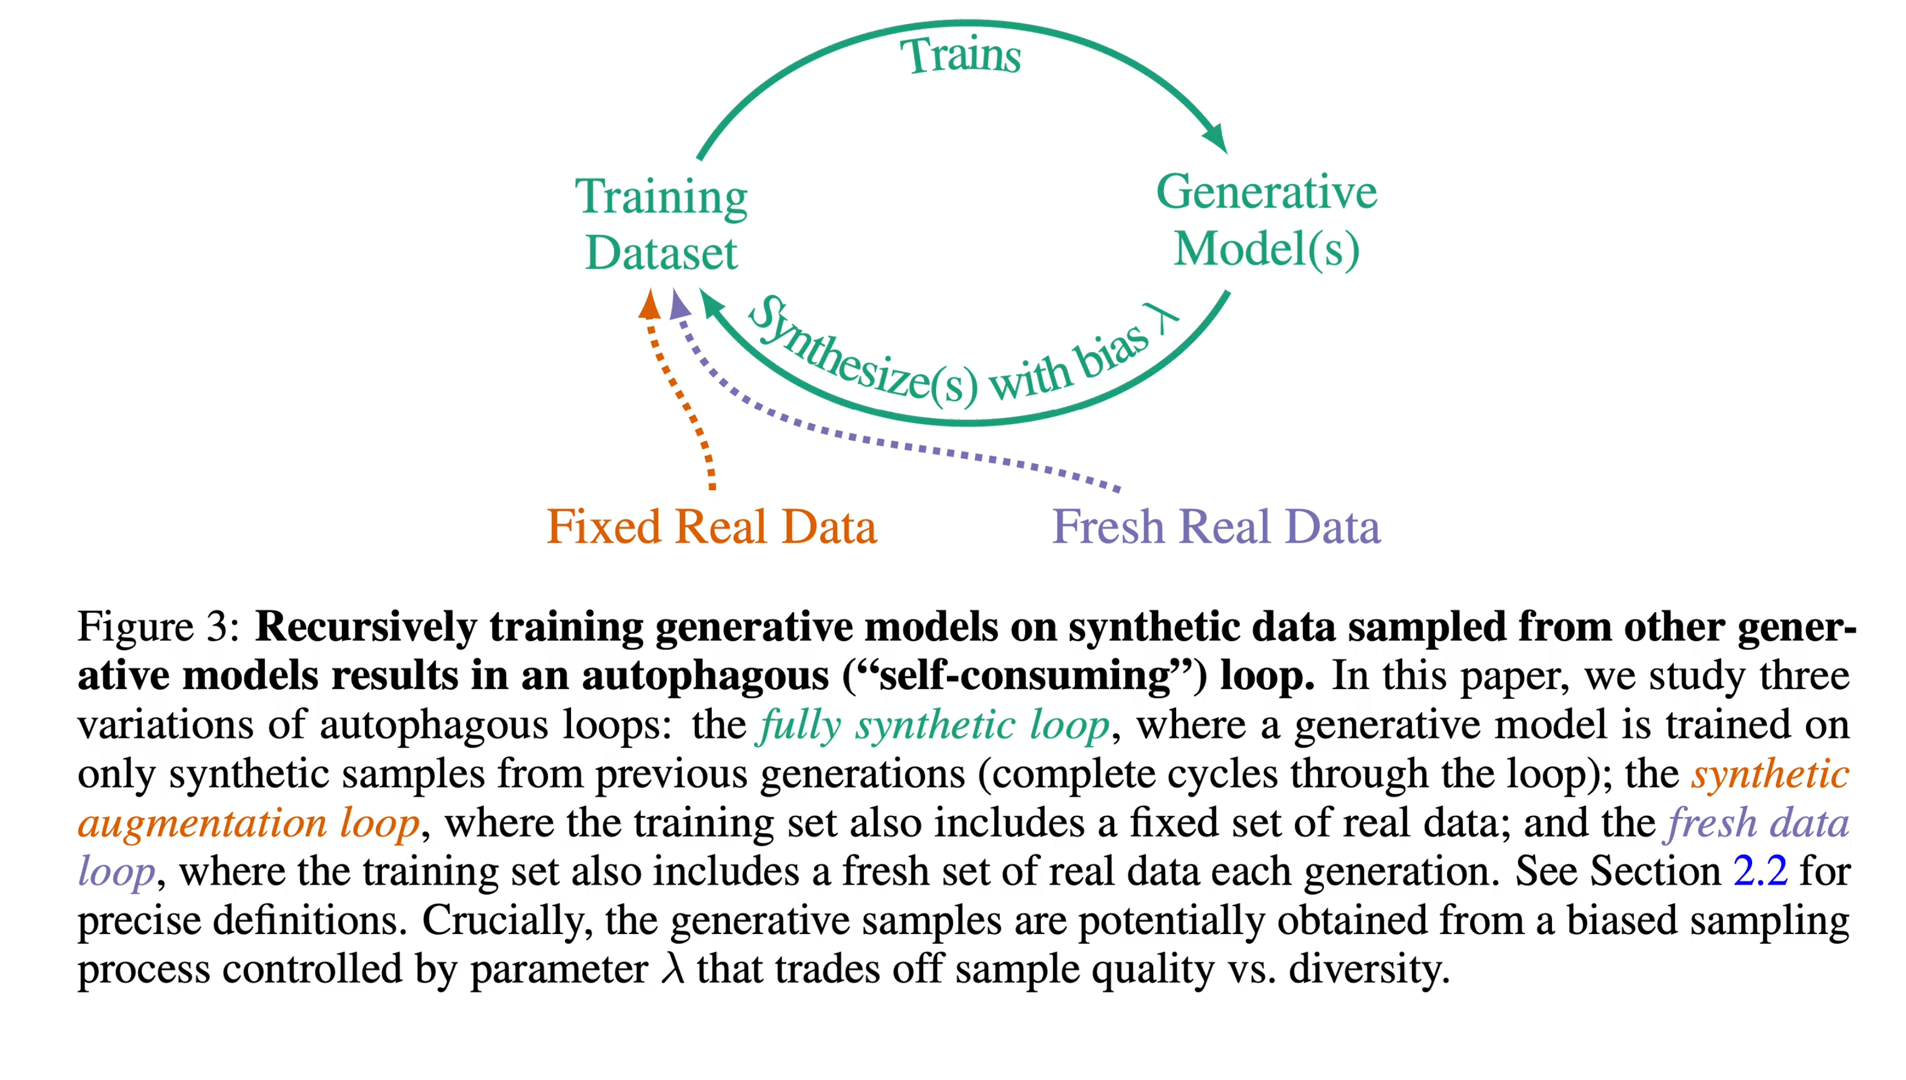 Trains
Training
Dataset
Generative
Model(s)
Synthesize(s) with bias λ
Fixed Real Data
Fresh Real Data
Figure 3: Recursively training generative models on synthetic data sampled from other gener-
ative models results in an autophagous (“self-consuming”) loop. In this paper, we study three
variations of autophagous loops: the fully synthetic loop, where a generative model is trained on
only synthetic samples from previous generations (complete cycles through the loop); the synthetic
augmentation loop, where the training set also includes a fixed set of real data; and the fresh data
loop, where the training set also includes a fresh set of real data each generation. See Section 2.2 for
precise definitions. Crucially, the generative samples are potentially obtained from a biased sampling
process controlled by parameter λ that trades off sample quality vs. diversity.